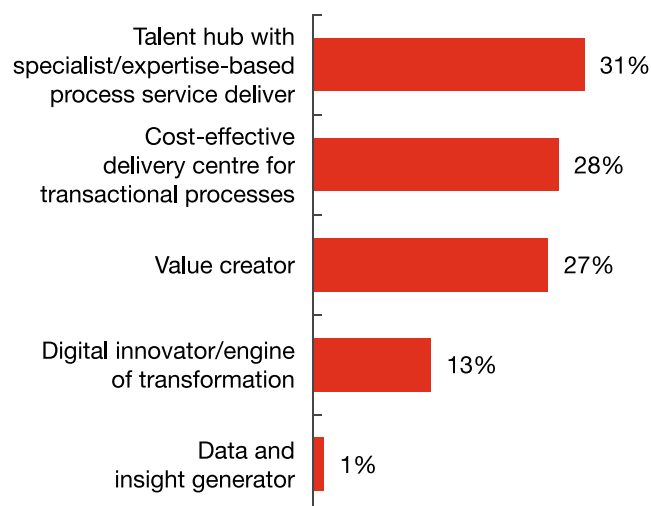 Talent hub with
specialist/expertise-based
process service deliver
31%
Cost-effective
delivery centre for
transactional processes
28%
Value creator
27%
Digital innovator/engine
of transformation
13%
Data and
insight generator
1%